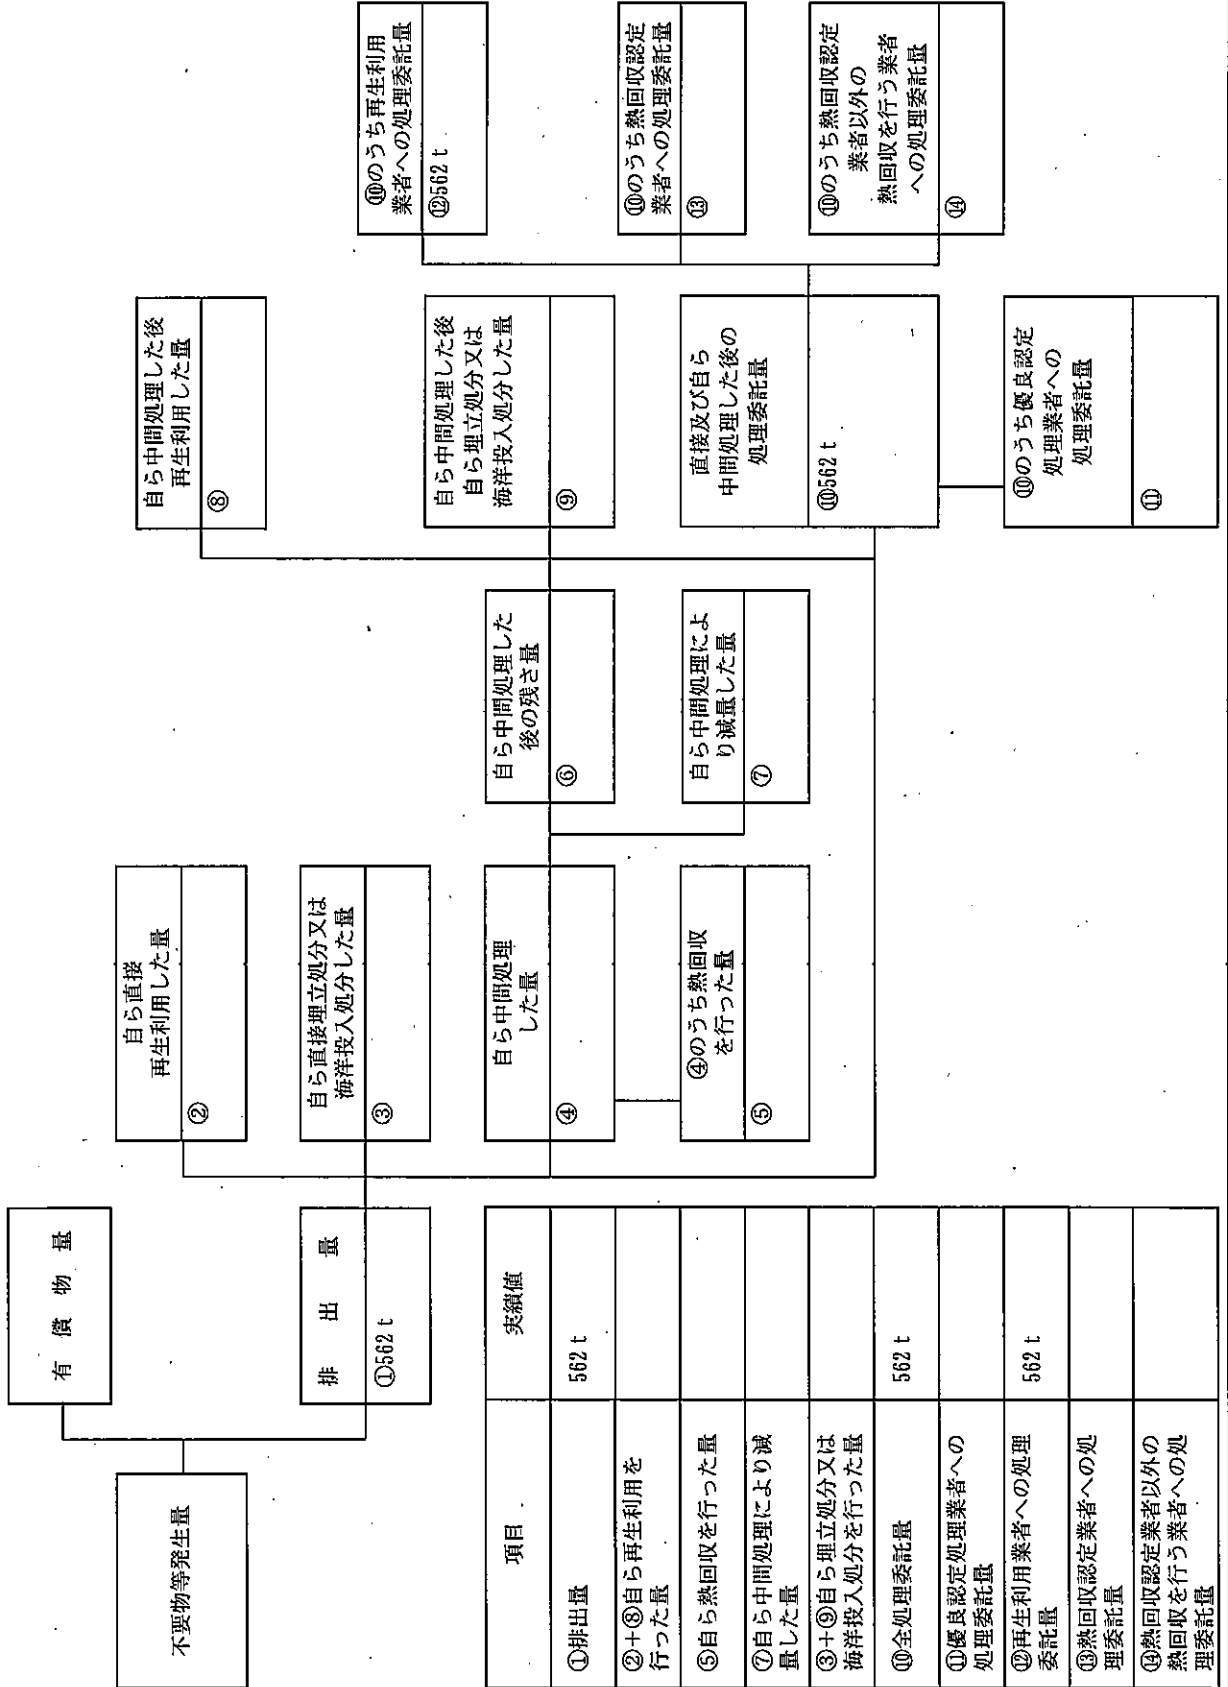 不要物等発生量
有償物量
排出量
①562 t
自ら直接
再生利用した量
②
自ら直接埋立処分又は
海洋投入処分した量
③
自ら中間処理
した量
④
④のうち熱回収
を行った量
⑤
自ら中間処理した
後の残さ量
⑥
自ら中間処理によ
り減量した量
⑦
自ら中間処理した後
再生利用した量
⑧
自ら中間処理した後
自ら埋立処分又は
海洋投入処分した量
⑨
直接及び自ら
中間処理した後の
処理委託量
⑩562 t
⑩のうち優良認定
処理業者への
処理委託量
⑪
⑩のうち再生利用
業者への処理委託量
⑫562 t
⑩のうち熱回収認定
業者への処理委託量
⑬
⑩のうち熱回収認定
業者以外の
熱回収を行う業者
への処理委託量
⑭
項目 実績値
①排出量 562 t
②+⑧自ら再生利用を
行った量
⑤自ら熱回収を行った量
⑦自ら中間処理により減
量した量
③+⑨自ら埋立処分又は
海洋投入処分を行った量
⑩全処理委託量 562 t
⑪優良認定処理業者への
処理委託量
⑫再生利用業者への処理
委託量 562 t
⑬熱回収認定業者への処
理委託量
⑭熱回収認定業者以外の
熱回収を行う業者への処
理委託量